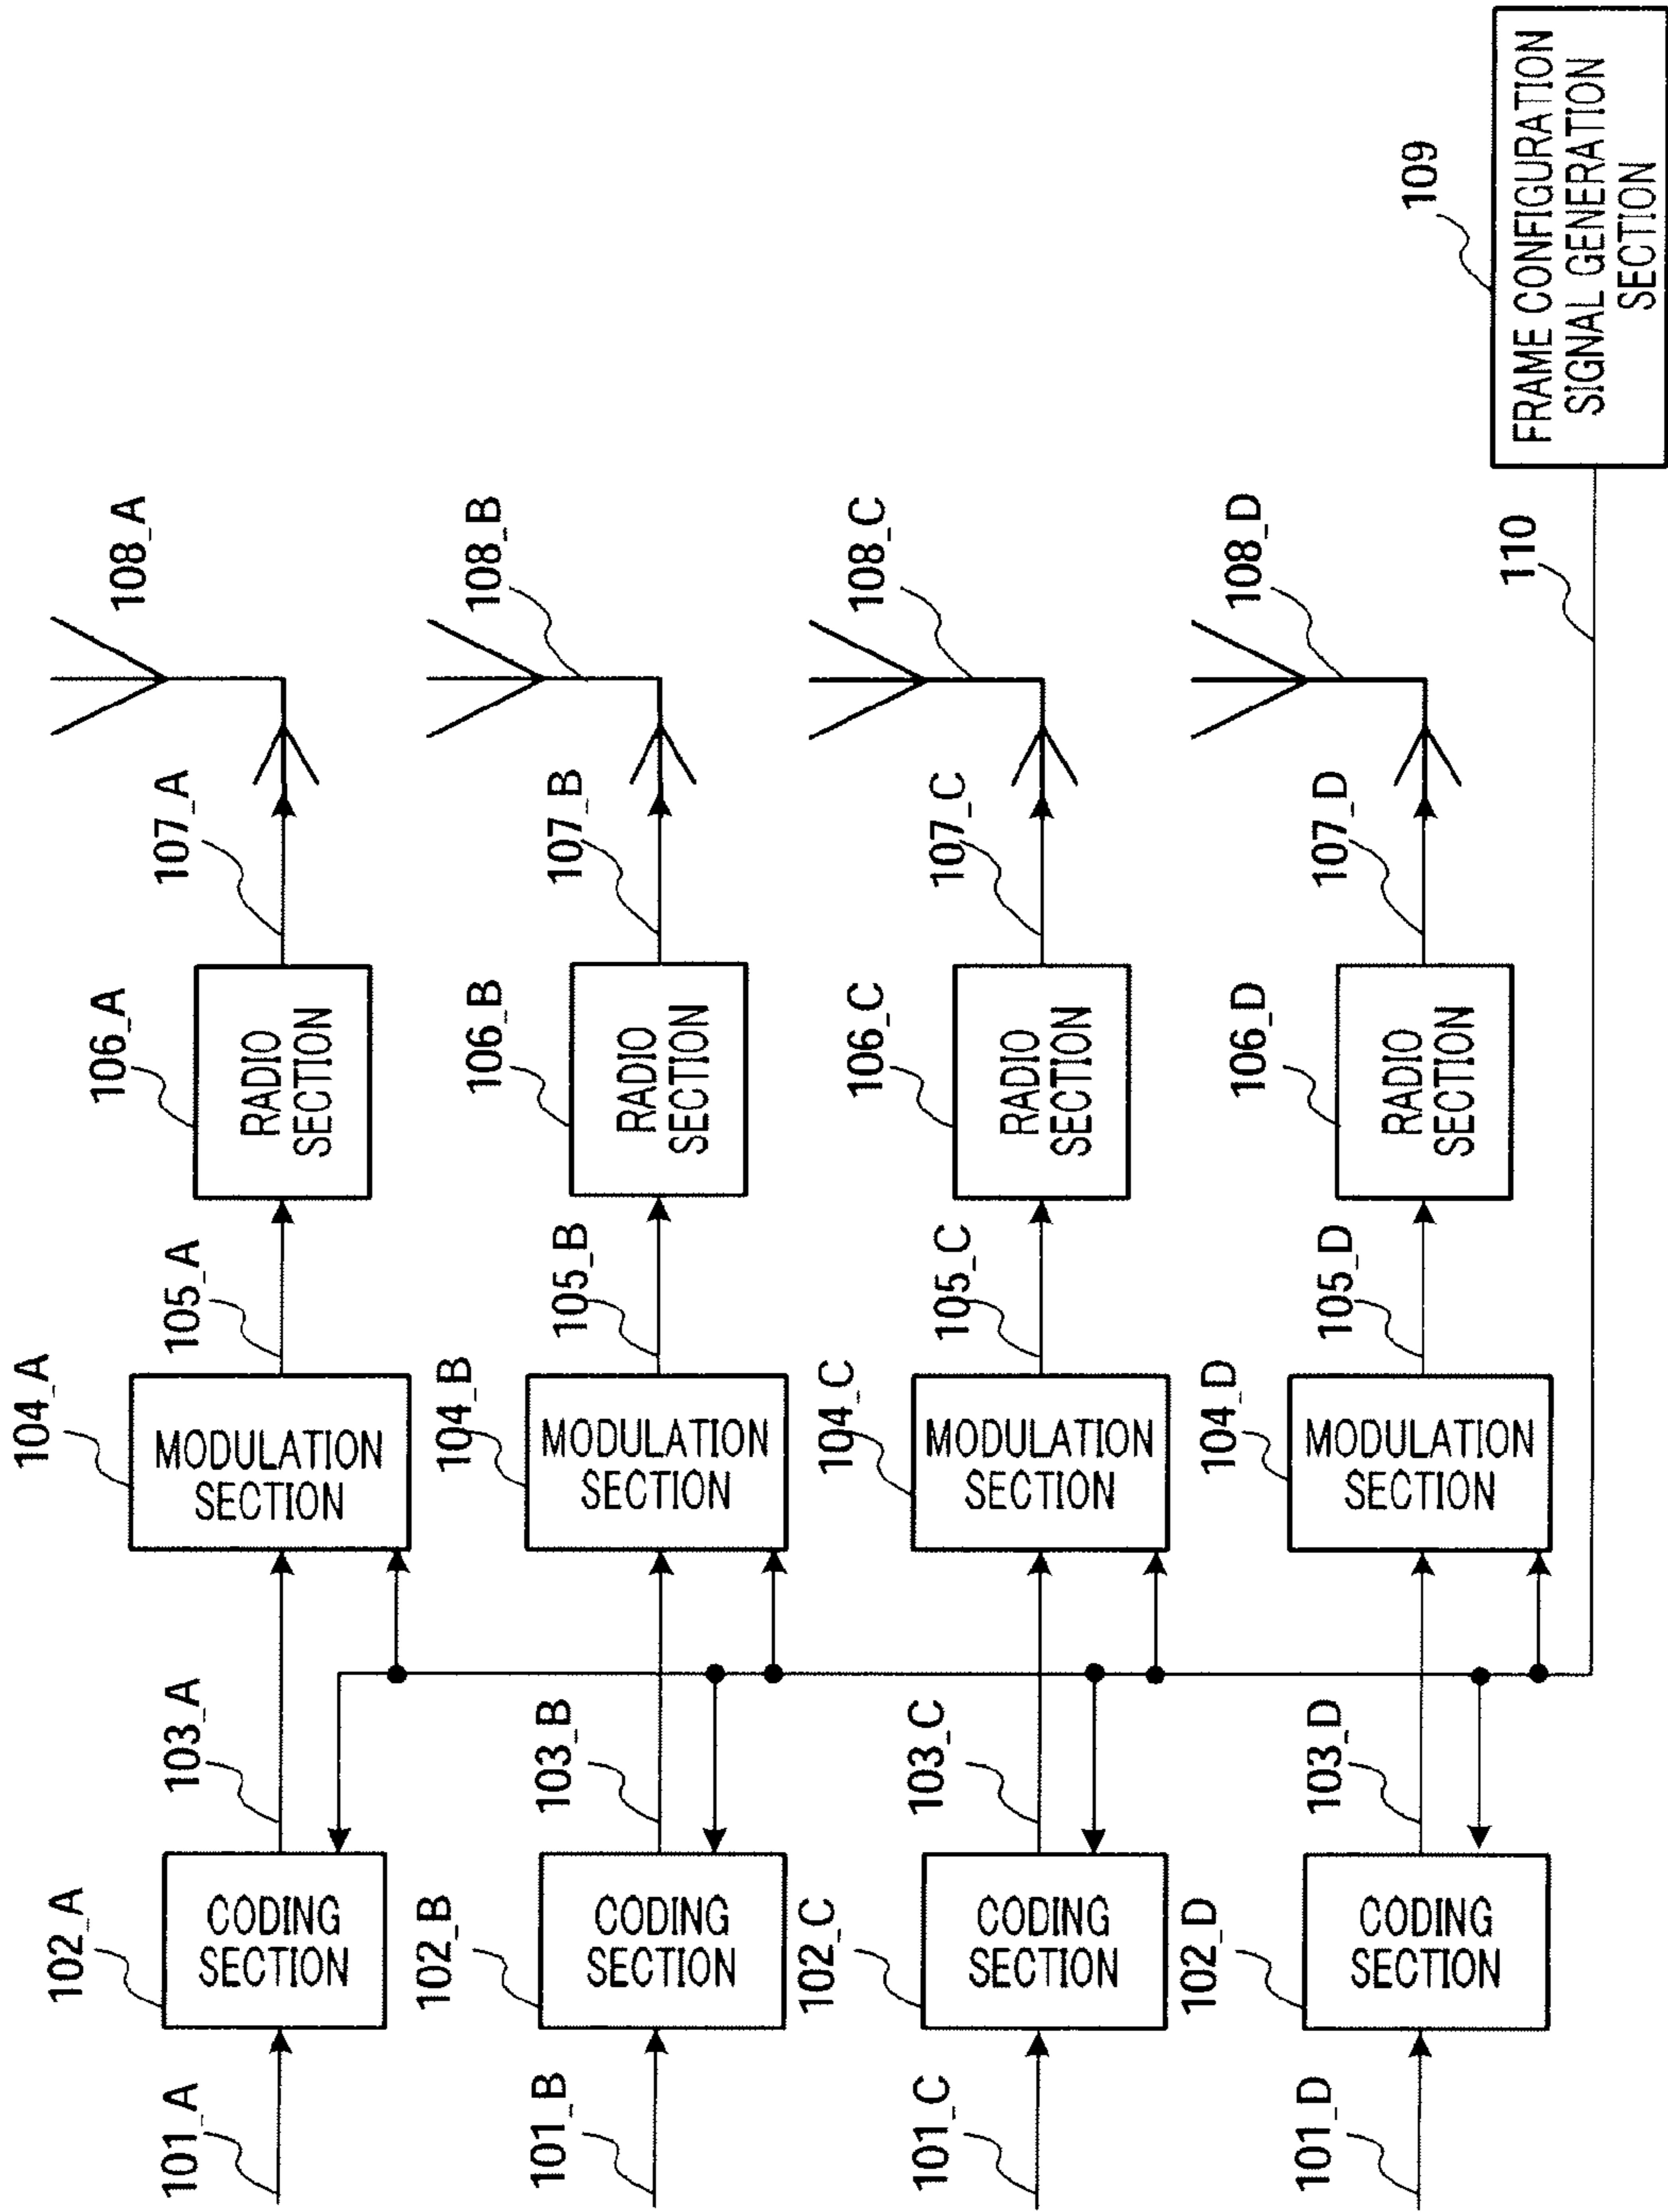 101_A
102_A
CODING
SECTION
103_A
104_A
MODULATION
SECTION
105_A
106_A
RADIO
SECTION
107_A
108_A
101_B
102_B
CODING
SECTION
103_B
104_B
MODULATION
SECTION
105_B
106_B
RADIO
SECTION
107_B
108_B
101_C
102_C
CODING
SECTION
103_C
104_C
MODULATION
SECTION
105_C
106_C
RADIO
SECTION
107_C
108_C
101_D
102_D
CODING
SECTION
103_D
104_D
MODULATION
SECTION
105_D
106_D
RADIO
SECTION
107_D
108_D
110
109
FRAME CONFIGURATION
SIGNAL GENERATION
SECTION